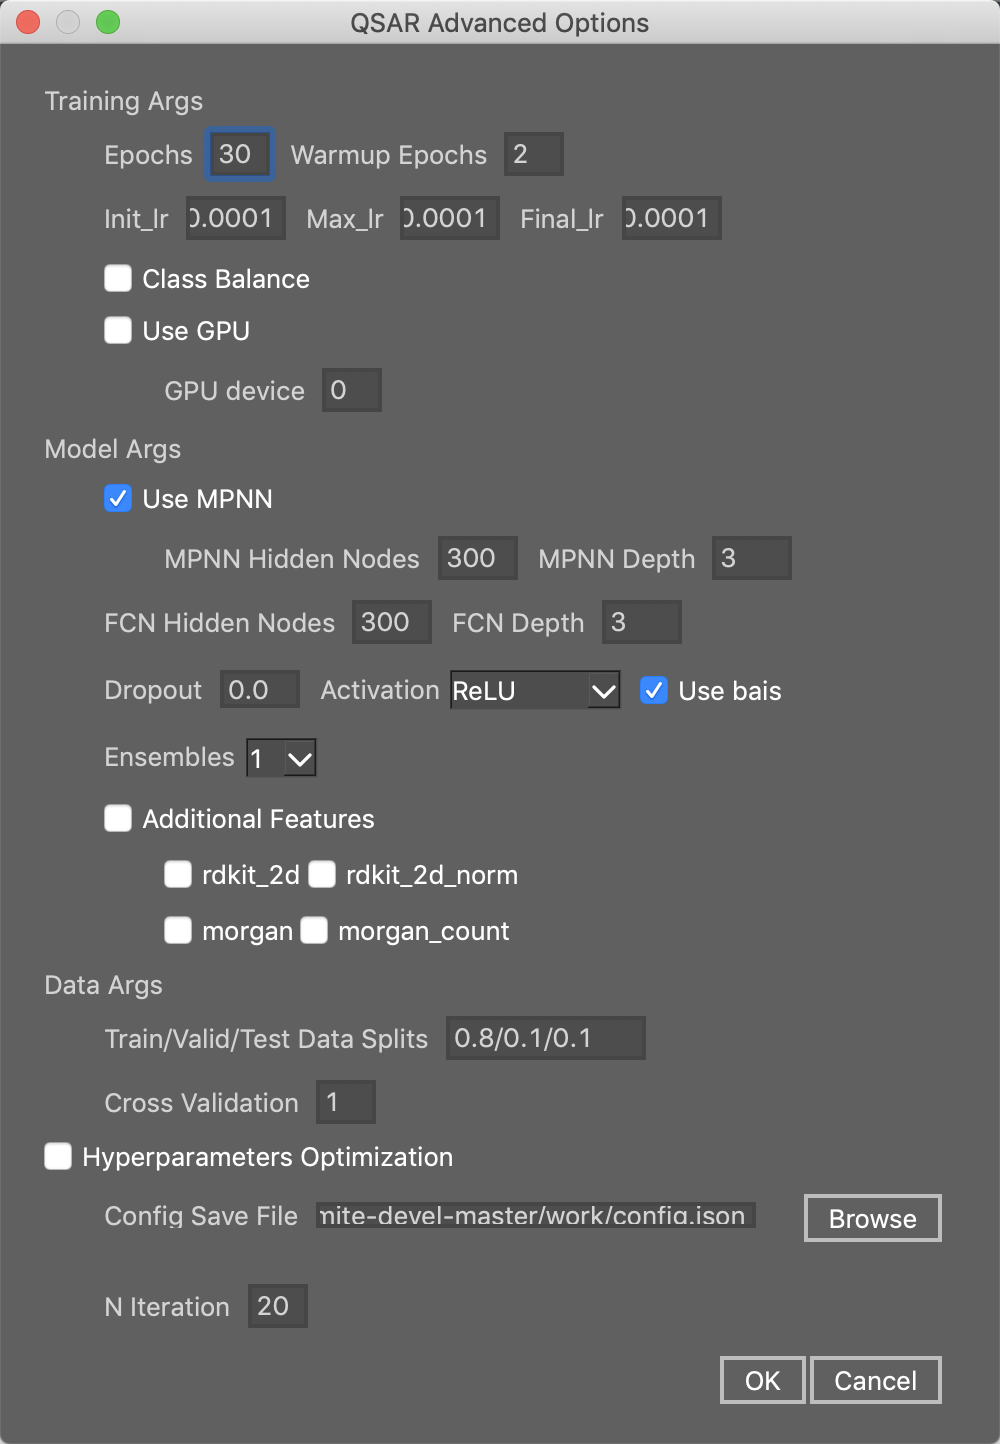 QSAR Advanced Options
Training Args
Epochs 30 Warmup Epochs 2
Init_lr 0.0001 Max_lr 0.0001 Final_lr 0.0001
Class Balance
Use GPU
GPU device 0
Model Args
Use MPNN
MPNN Hidden Nodes 300 MPNN Depth 3
FCN Hidden Nodes 300 FCN Depth 3
Dropout 0.0 Activation ReLU Use bais
Ensembles 1
Additional Features
rdkit_2d rdkit_2d_norm
morgan morgan_count
Data Args
Train/Valid/Test Data Splits 0.8/0.1/0.1
Cross Validation 1
Hyperparameters Optimization
Config Save File mite-devel-master/work/config.json Browse
N Iteration 20
OK Cancel